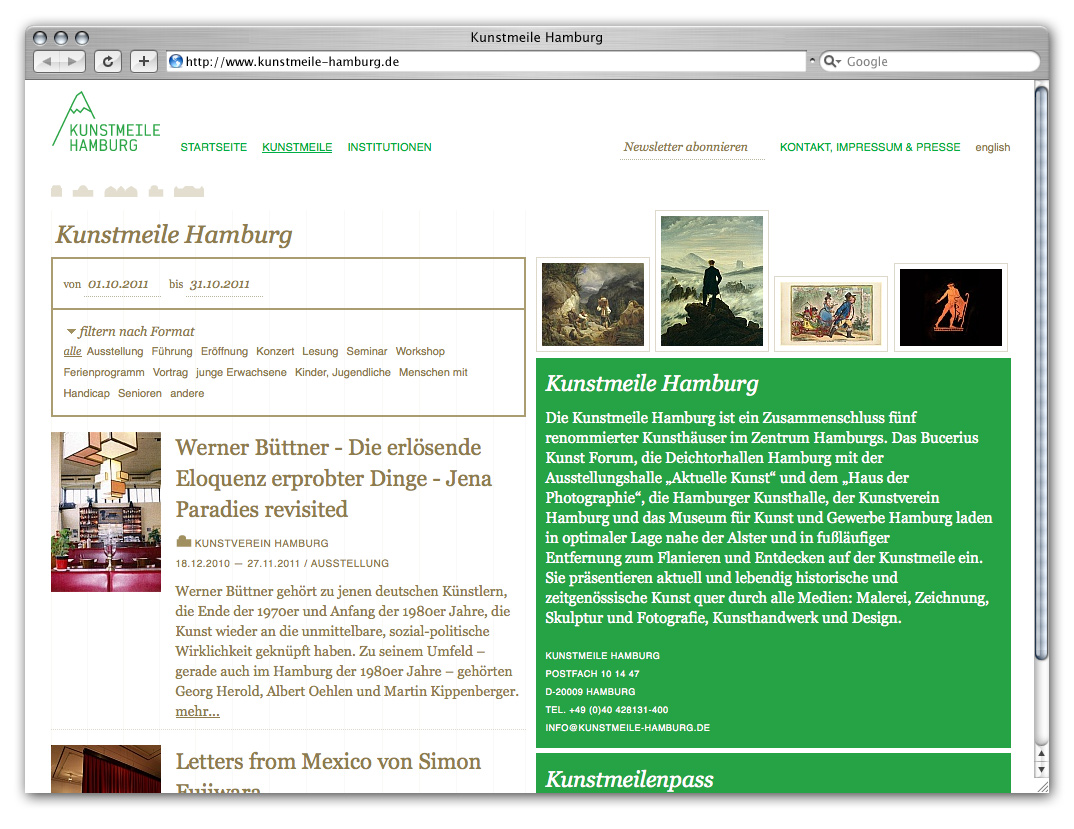 Kunstmeile Hamburg
http://www.kunstmeile-hamburg.de
Google
KUNSTMEILE
HAMBURG
STARTSEITE KUNSTMEILE INSTITUTIONEN
Newsletter abonnieren
KONTAKT, IMPRESSUM & PRESSE
english
Kunstmeile Hamburg
von 01.10.2011 bis 31.10.2011
filtern nach Format
alle Ausstellung Führung Eröffnung Konzert Lesung Seminar Workshop
Ferienprogramm Vortrag junge Erwachsene Kinder, Jugendliche Menschen mit
Handicap Senioren andere
Werner Büttner - Die erlösende
Eloquenz erprobter Dinge - Jena
Paradies revisited
KUNSTVEREIN HAMBURG
18.12.2010 — 27.11.2011 / AUSSTELLUNG
Werner Büttner gehört zu jenen deutschen Künstlern,
die Ende der 1970er und Anfang der 1980er Jahre, die
Kunst wieder an die unmittelbare, sozial-politische
Wirklichkeit geknüpft haben. Zu seinem Umfeld –
gerade auch im Hamburg der 1980er Jahre – gehörten
Georg Herold, Albert Oehlen und Martin Kippenberger.
mehr...
Letters from Mexico von Simon
Fujiwara
Kunstmeile Hamburg
Die Kunstmeile Hamburg ist ein Zusammenschluss fünf
renommierter Kunsthäuser im Zentrum Hamburgs. Das Bucerius
Kunst Forum, die Deichtorhallen Hamburg mit der
Ausstellungshalle „Aktuelle Kunst“ und dem „Haus der
Photographie“, die Hamburger Kunsthalle, der Kunstverein
Hamburg und das Museum für Kunst und Gewerbe Hamburg laden
in optimaler Lage nahe der Alster und in fußläufiger
Entfernung zum Flanieren und Entdecken auf der Kunstmeile ein.
Sie präsentieren aktuell und lebendig historische und
zeitgenössische Kunst quer durch alle Medien: Malerei, Zeichnung,
Skulptur und Fotografie, Kunsthandwerk und Design.
KUNSTMEILE HAMBURG
POSTFACH 10 14 47
D-20009 HAMBURG
TEL. +49 (0)40 428131-400
INFO@KUNSTMEILE-HAMBURG.DE
Kunstmeilenpass